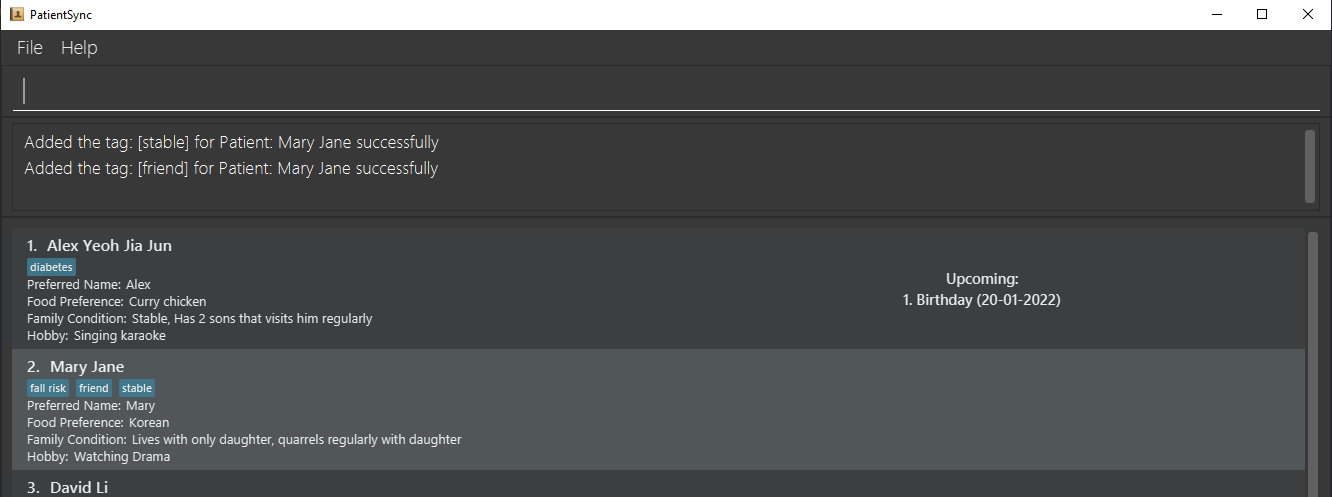 PatientSync
File Help
Added the tag: [stable] for Patient: Mary Jane successfully
Added the tag: [friend] for Patient: Mary Jane successfully
1. Alex Yeoh Jia Jun
diabetes
Preferred Name: Alex
Food Preference: Curry chicken
Family Condition: Stable, Has 2 sons that visits him regularly
Hobby: Singing karaoke
Upcoming:
1. Birthday (20-01-2022)
2. Mary Jane
fall risk friend stable
Preferred Name: Mary
Food Preference: Korean
Family Condition: Lives with only daughter, quarrels regularly with daughter
Hobby: Watching Drama
3. David Li